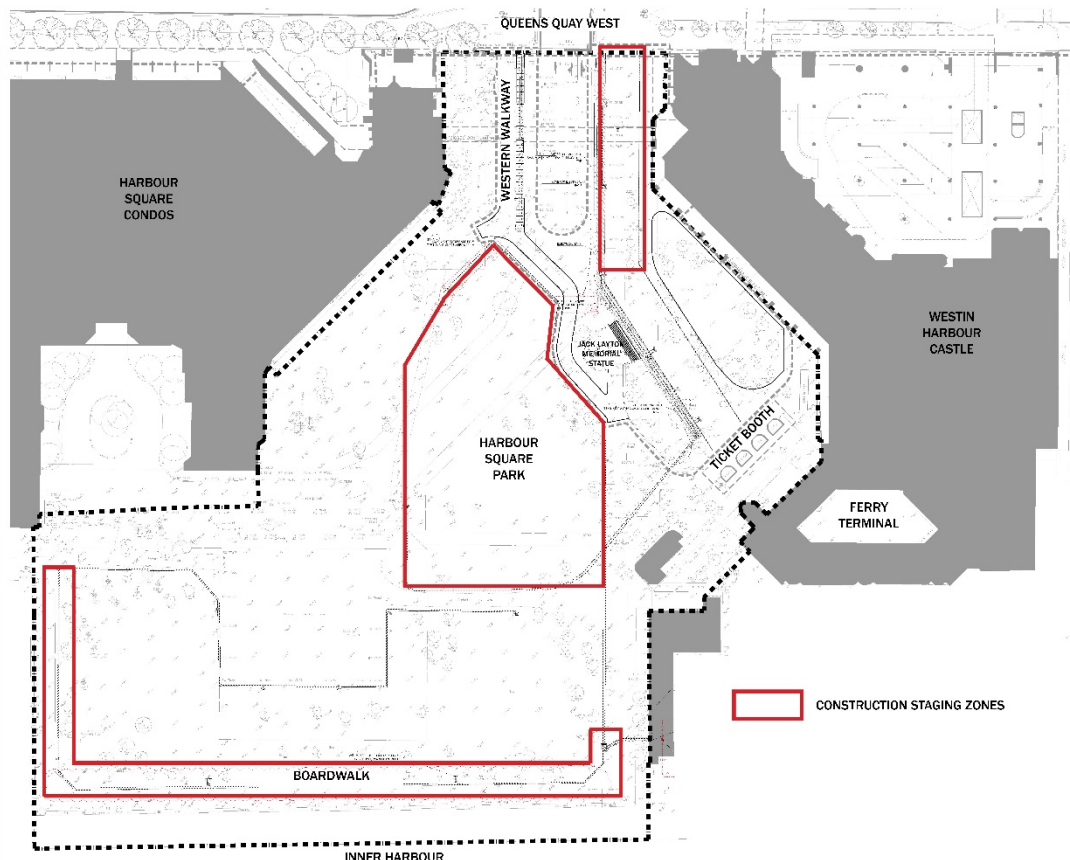 QUEENS QUAY WEST
WESTERN WALKWAY
HARBOUR
SQUARE
CONDOS
WESTIN
HARBOUR
CASTLE
JACK LAYTON
MEMORIAL
STATUE
HARBOUR
SQUARE
PARK
TICKET BOOTH
FERRY
TERMINAL
CONSTRUCTION STAGING ZONES
BOARDWALK
INNER HARBOUR